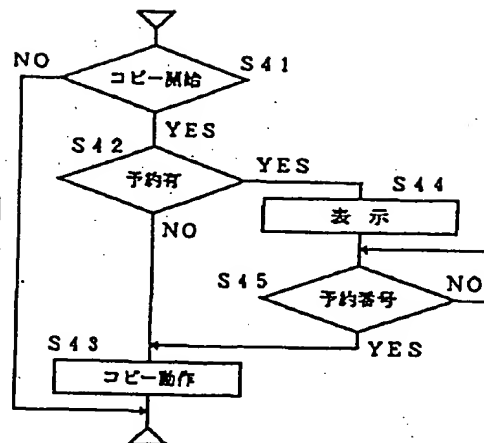 NO
S41
コピー開始
YES
S42
YES
予約有
S44
表示
NO
S45
NO
予約番号
S43
YES
コピー動作